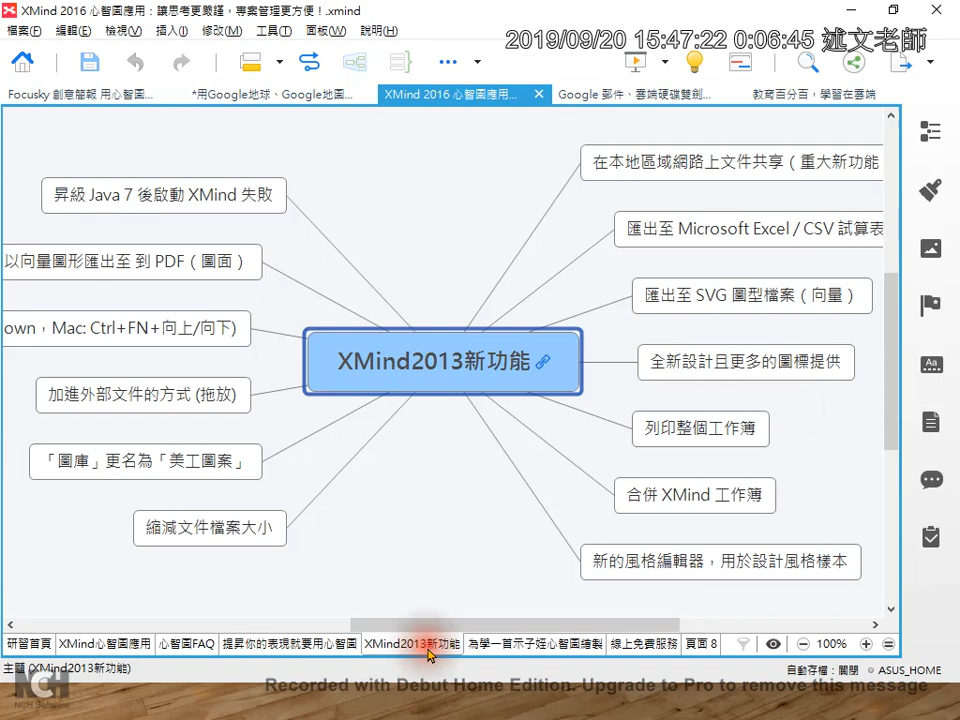 XMind 2016 心智圖應用：讓思考更嚴謹，專案管理更方便！.xmind
檔案(F) 編輯(E) 檢視(V) 插入(I) 修改(M) 工具(T) 面板(W) 說明(H)
2019/09/20 15:47:22 0:06:45 述文老師
Focusky 創意簡報 用心智圖... *用Google地球、Google地圖... XMind 2016 心智圖應用... Google 郵件、雲端硬碟雙劍... 教育百分百，學習在雲端
在本地區域網路上文件共享（重大新功能
昇級 Java 7 後啟動 XMind 失敗
匯出至 Microsoft Excel / CSV 試算表
以向量圖形匯出至 到 PDF（圖面）
匯出至 SVG 圖型檔案（向量）
own，Mac: Ctrl+FN+向上/向下)
XMind2013新功能
全新設計且更多的圖標提供
加進外部文件的方式 (拖放)
列印整個工作簿
「圖庫」更名為「美工圖案」
合併 XMind 工作簿
縮減文件檔案大小
新的風格編輯器，用於設計風格樣本
研習首頁 XMind心智圖應用 心智圖FAQ 提昇你的表現就要用心智圖 XMind2013新功能 為學一首示子姪心智圖繪製 線上免費服務 頁面 8 100%
主題 (XMind2013新功能) 自動存檔：關閉 ASUS_HOME
Recorded with Debut Home Edition. Upgrade to Pro to remove this message
NCH
NCH Software
Aa